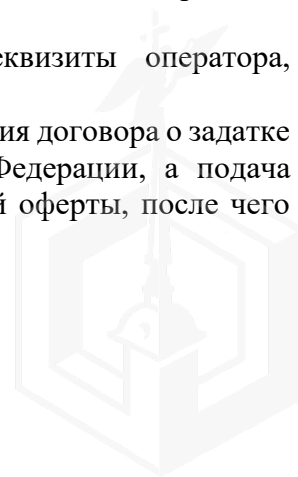 еквизиты оператора,
ия договора о задатке
Федерации, а подача
й оферты, после чего